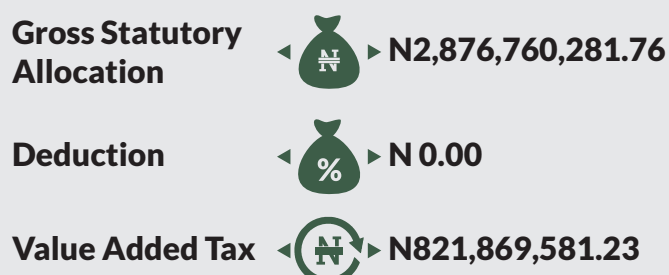 Gross Statutory
Allocation
₦
N2,876,760,281.76
Deduction
%
N 0.00
Value Added Tax
₦
N821,869,581.23